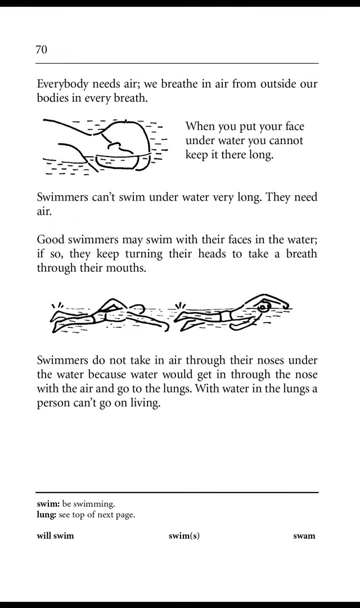 70
Everybody needs air; we breathe in air from outside our
bodies in every breath.
When you put your face
under water you cannot
keep it there long.
Swimmers can't swim under water very long. They need
air.
Good swimmers may swim with their faces in the water;
if so, they keep turning their heads to take a breath
through their mouths.
Swimmers do not take in air through their noses under
the water because water would get in through the nose
with the air and go to the lungs. With water in the lungs a
person can't go on living.
swim: be swimming.
lung: see top of next page.
will swim swim(s) swam